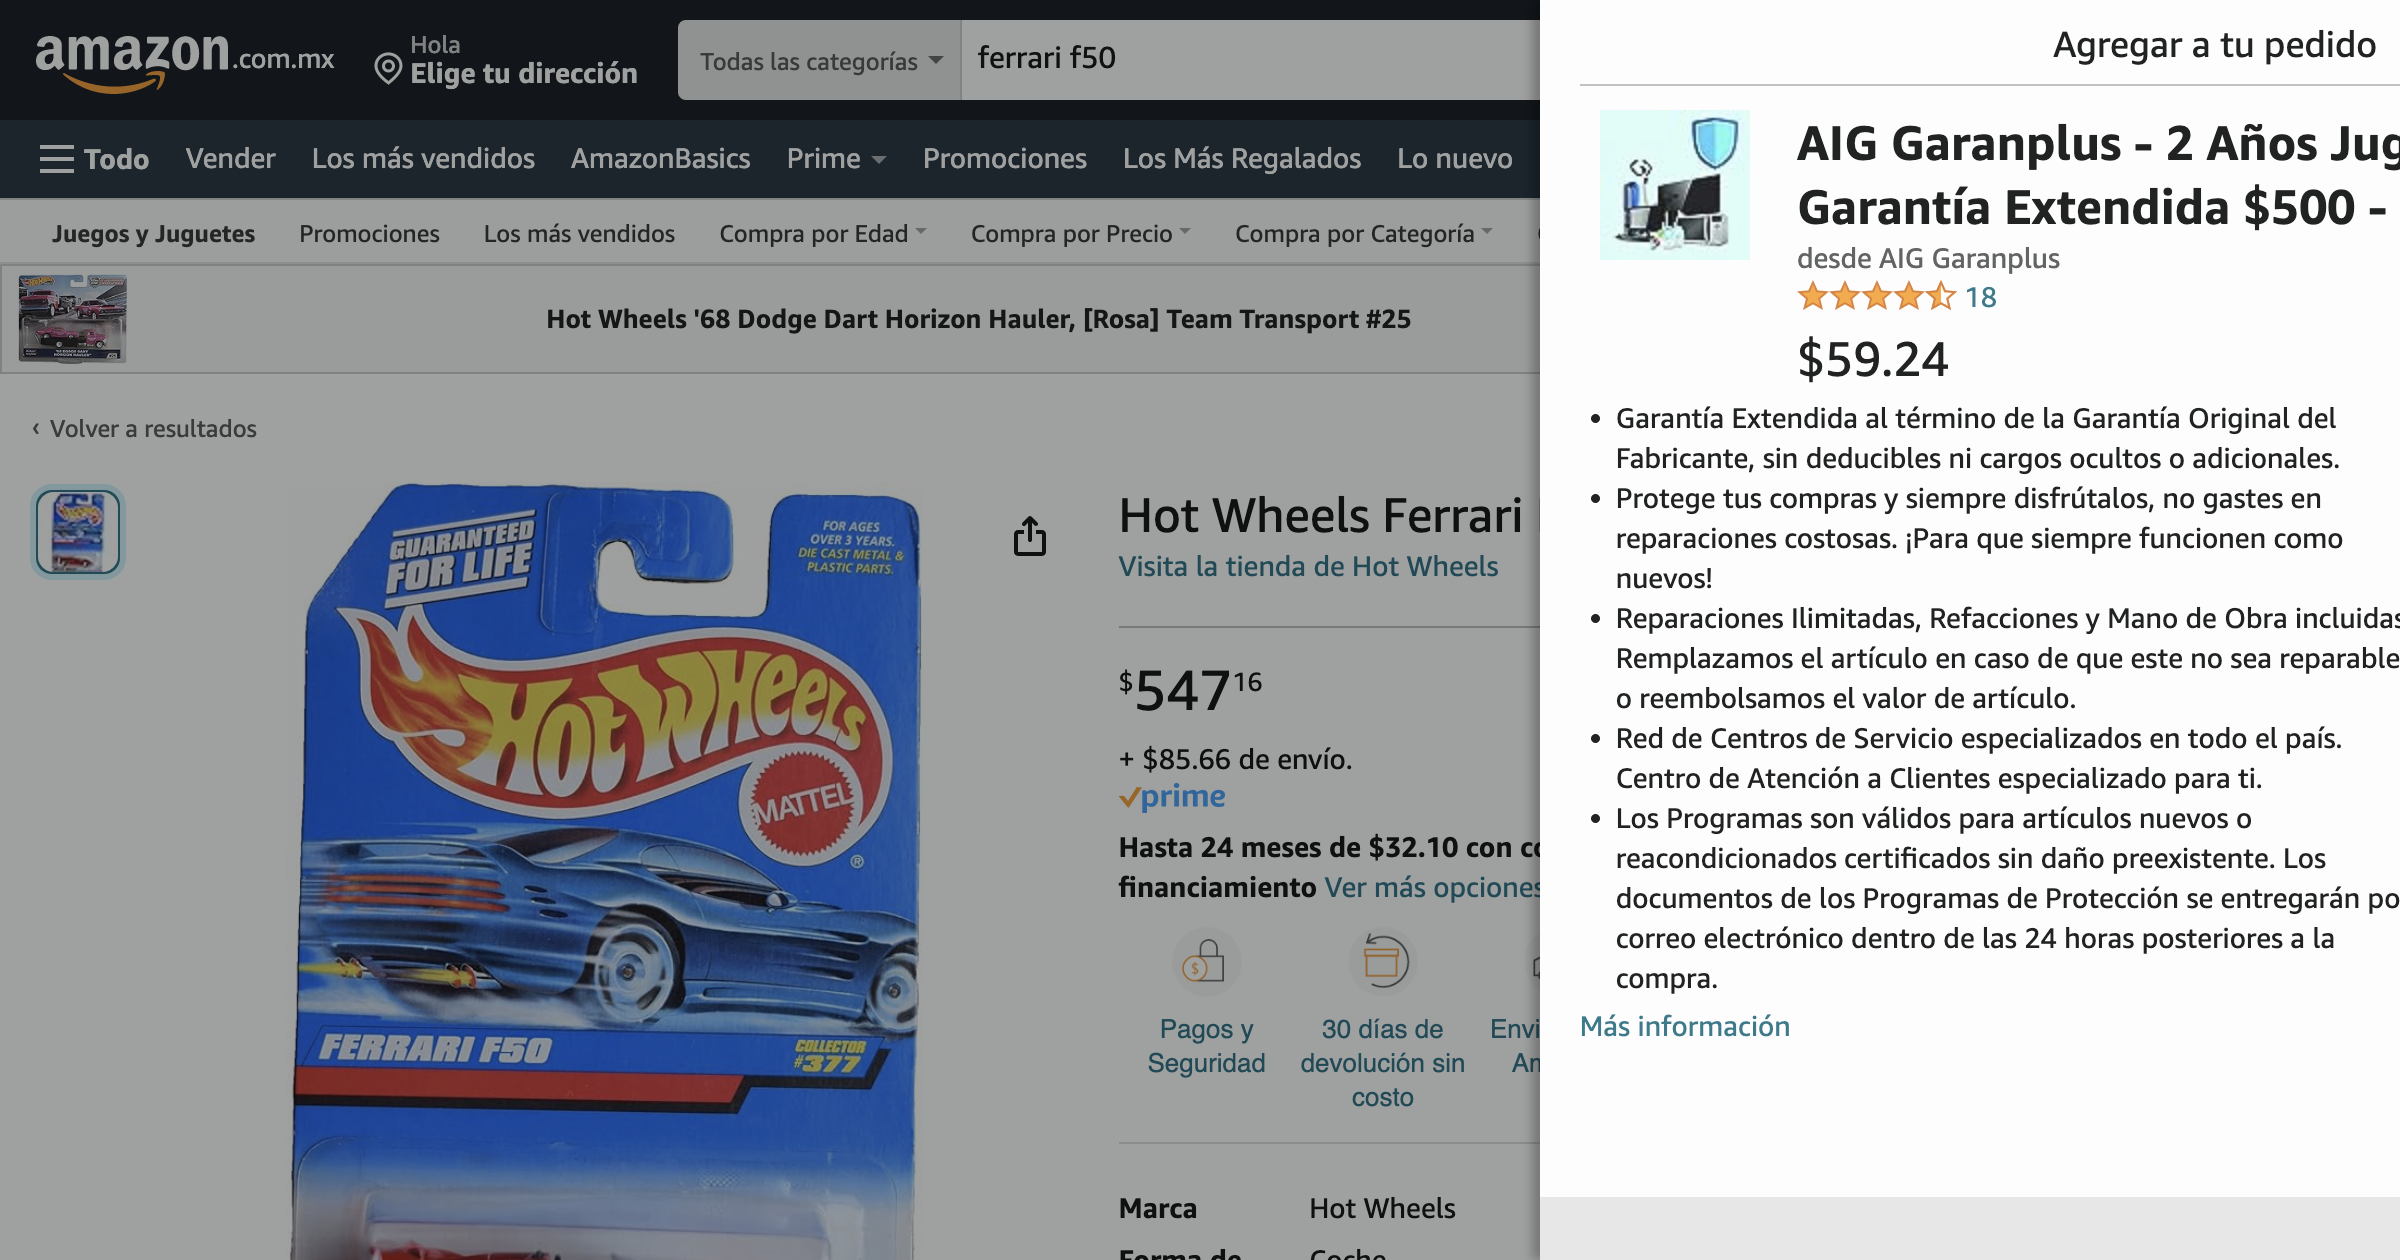 amazon.com.mx
Hola
Elige tu dirección
Todas las categorías
ferrari f50
Todo
Vender
Los más vendidos
AmazonBasics
Prime
Promociones
Los Más Regalados
Lo nuevo
Juegos y Juguetes
Promociones
Los más vendidos
Compra por Edad
Compra por Precio
Compra por Categoría
Hot Wheels '68 Dodge Dart Horizon Hauler, [Rosa] Team Transport #25
‹ Volver a resultados
GUARANTEED
FOR LIFE
FOR AGES
OVER 3 YEARS.
DIE CAST METAL &
PLASTIC PARTS.
Hot Wheels
MATTEL
®
FERRARI F50
COLLECTOR
#377
Hot Wheels Ferrari
Visita la tienda de Hot Wheels
$547.16
+ $85.66 de envío.
prime
Hasta 24 meses de $32.10 con
financiamiento Ver más opciones
Pagos y
Seguridad
30 días de
devolución sin
costo
Marca
Hot Wheels
Forma de
Coche
Agregar a tu pedido
AIG Garanplus - 2 Años Jug
Garantía Extendida $500 -
desde AIG Garanplus
18
$59.24
• Garantía Extendida al término de la Garantía Original del
Fabricante, sin deducibles ni cargos ocultos o adicionales.
• Protege tus compras y siempre disfrútalos, no gastes en
reparaciones costosas. ¡Para que siempre funcionen como
nuevos!
• Reparaciones Ilimitadas, Refacciones y Mano de Obra incluidas
Remplazamos el artículo en caso de que este no sea reparable
o reembolsamos el valor de artículo.
• Red de Centros de Servicio especializados en todo el país.
Centro de Atención a Clientes especializado para ti.
• Los Programas son válidos para artículos nuevos o
reacondicionados certificados sin daño preexistente. Los
documentos de los Programas de Protección se entregarán po
correo electrónico dentro de las 24 horas posteriores a la
compra.
Más información